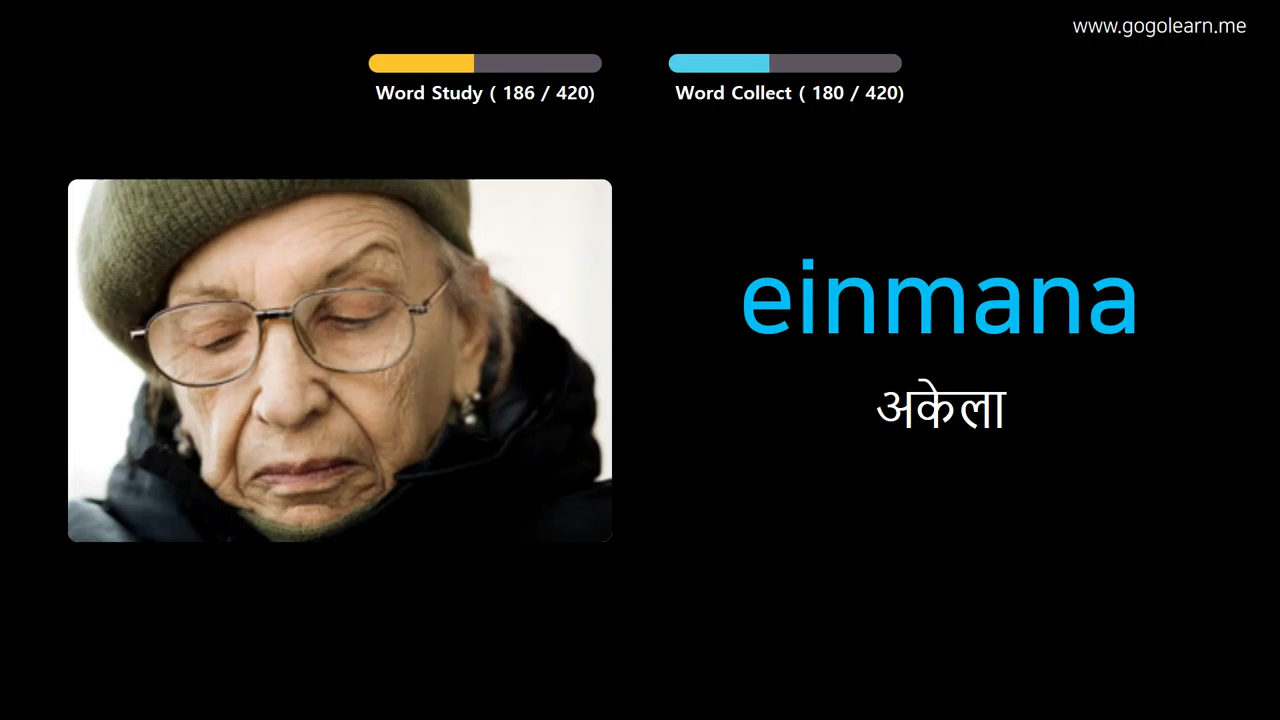 www.gogolearn.me
Word Study ( 186 / 420)
Word Collect ( 180 / 420)
einmana
अकेला